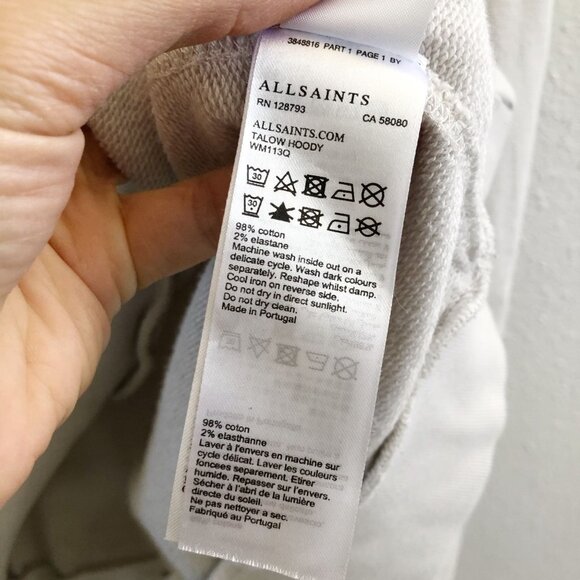 3848816 PART 1 PAGE 1 BY
ALLSAINTS
RN 128793 CA 58080
ALLSAINTS.COM
TALOW HOODY
WM113Q
30
30
98% cotton
2% elastane
Machine wash inside out on a
delicate cycle. Wash dark colours
separately. Reshape whilst damp.
Cool iron on reverse side.
Do not dry in direct sunlight.
Do not dry clean.
Made in Portugal
98% coton
2% elasthanne
Laver à l'envers en machine sur
cycle délicat. Laver les couleurs
foncées separement. Etirer
humide. Repasser sur l'envers.
Sécher à l'abri de la lumière
directe du soleil.
Ne pas nettoyer a sec.
Fabriqué au Portugal